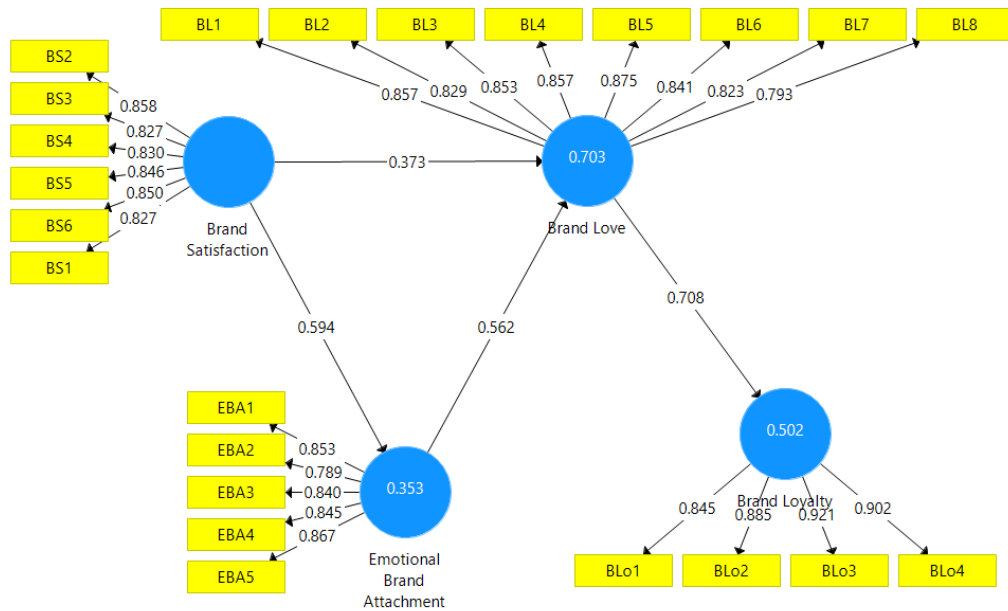 BL1
BL2
BL3
BL4
BL5
BL6
BL7
BL8
BS2
BS3
BS4
BS5
BS6
BS1
0.858
0.827
0.830
0.846
0.850
0.827
0.857
0.829
0.853
0.857
0.875
0.841
0.823
0.793
0.703
0.373
Brand
Satisfaction
Brand Love
0.594
0.562
0.708
EBA1
EBA2
EBA3
EBA4
EBA5
0.853
0.789
0.840
0.845
0.867
0.353
Emotional
Brand
Attachment
0.502
Brand Loyalty
0.845
0.885
0.921
0.902
BLo1
BLo2
BLo3
BLo4